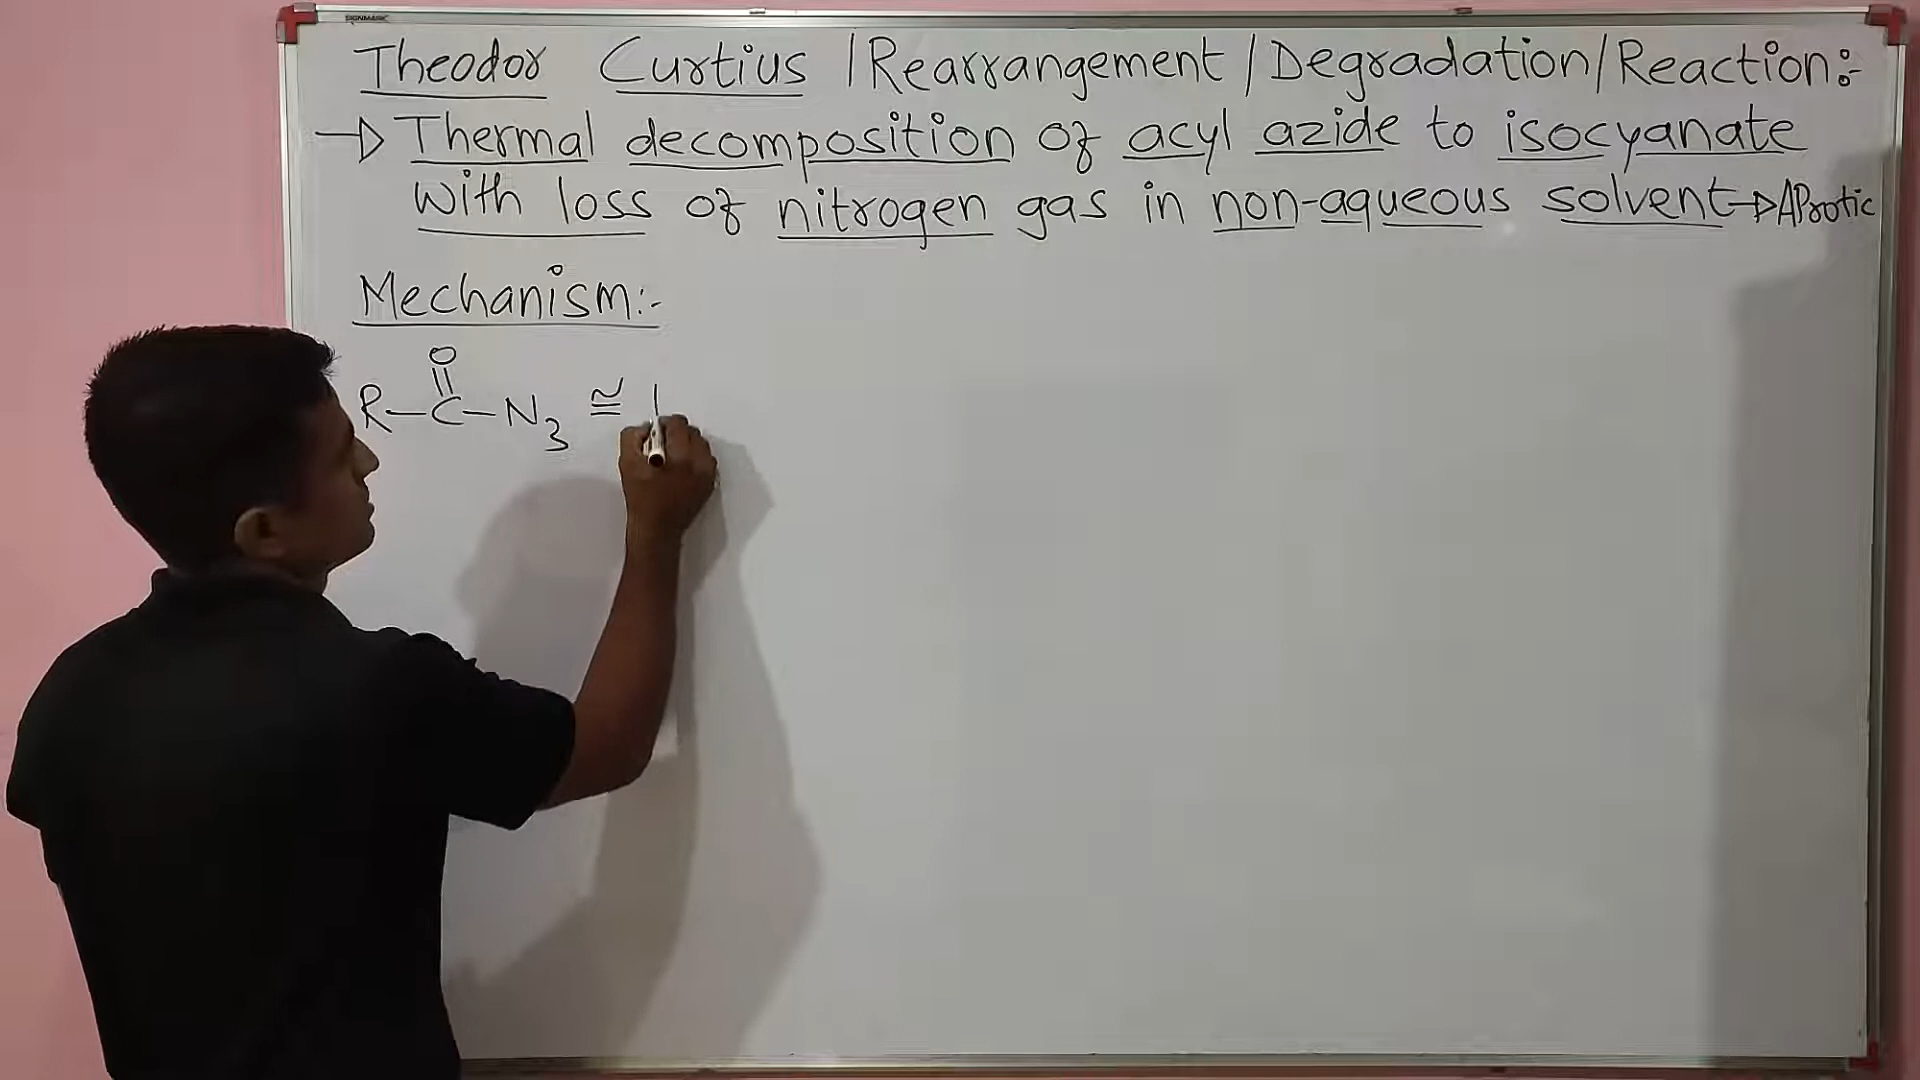 SIGNMARK
Theodor Curtius / Rearrangement / Degradation / Reaction:-
→ Thermal decomposition of acyl azide to isocyanate
with loss of nitrogen gas in non-aqueous solvent → AProtic
Mechanism:-
O
||
R-C-N₃ ≅